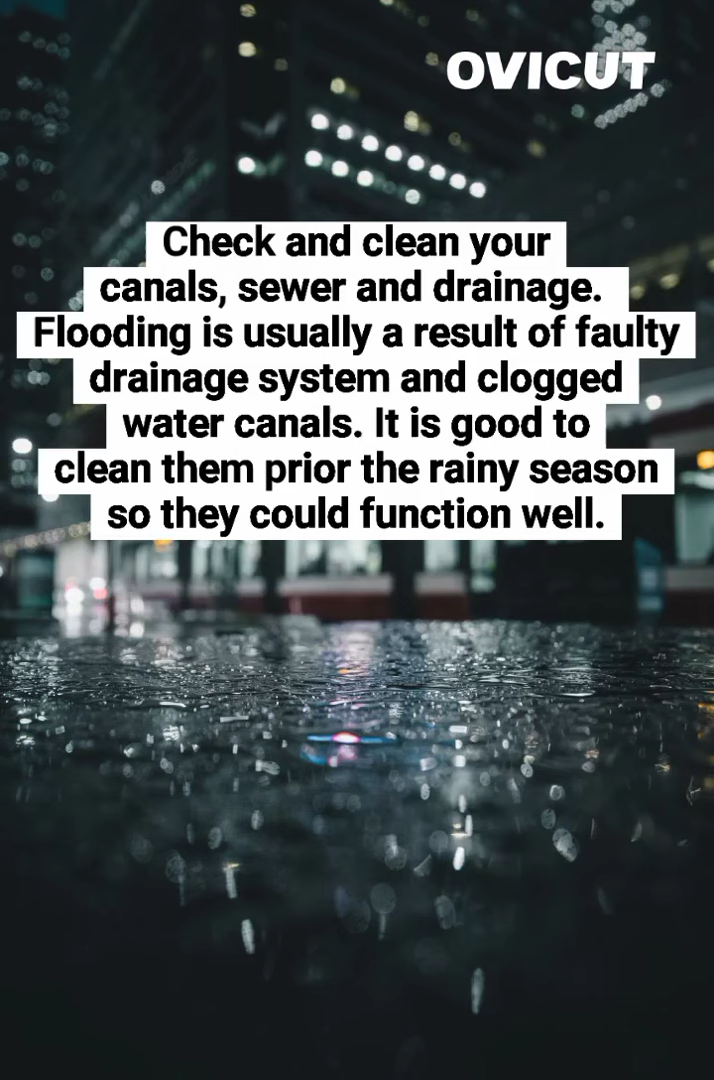 OVICUT
Check and clean your
canals, sewer and drainage.
Flooding is usually a result of faulty
drainage system and clogged
water canals. It is good to
clean them prior the rainy season
so they could function well.